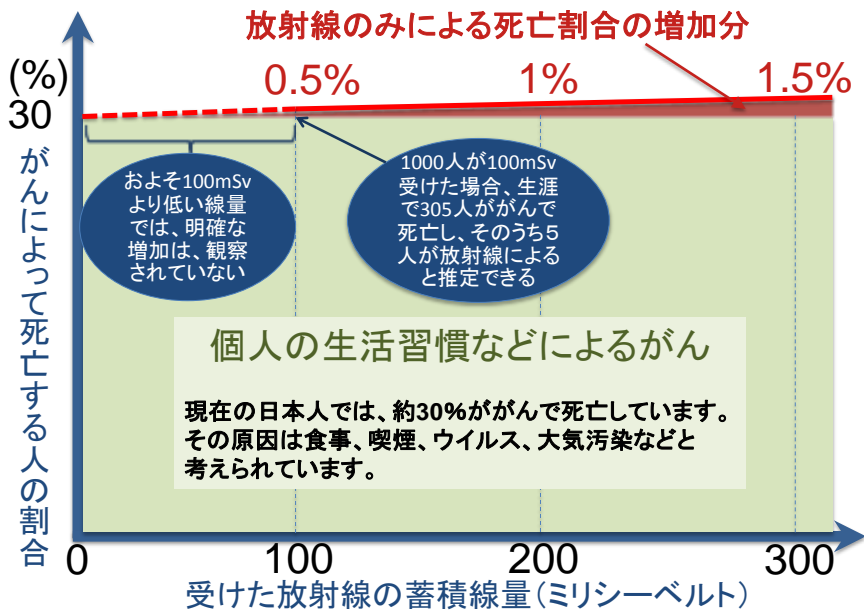 放射線のみによる死亡割合の増加分
(%)
0.5%
1%
1.5%
30
がんによって死亡する人の割合
およそ100mSv
より低い線量
では、明確な
増加は、観察
されていない
1000人が100mSv
受けた場合、生涯
で305人ががんで
死亡し、そのうち5
人が放射線による
と推定できる
個人の生活習慣などによるがん
現在の日本人では、約30%ががんで死亡しています。
その原因は食事、喫煙、ウイルス、大気汚染などと
考えられています。
0
100
200
300
受けた放射線の蓄積線量(ミリシーベルト)